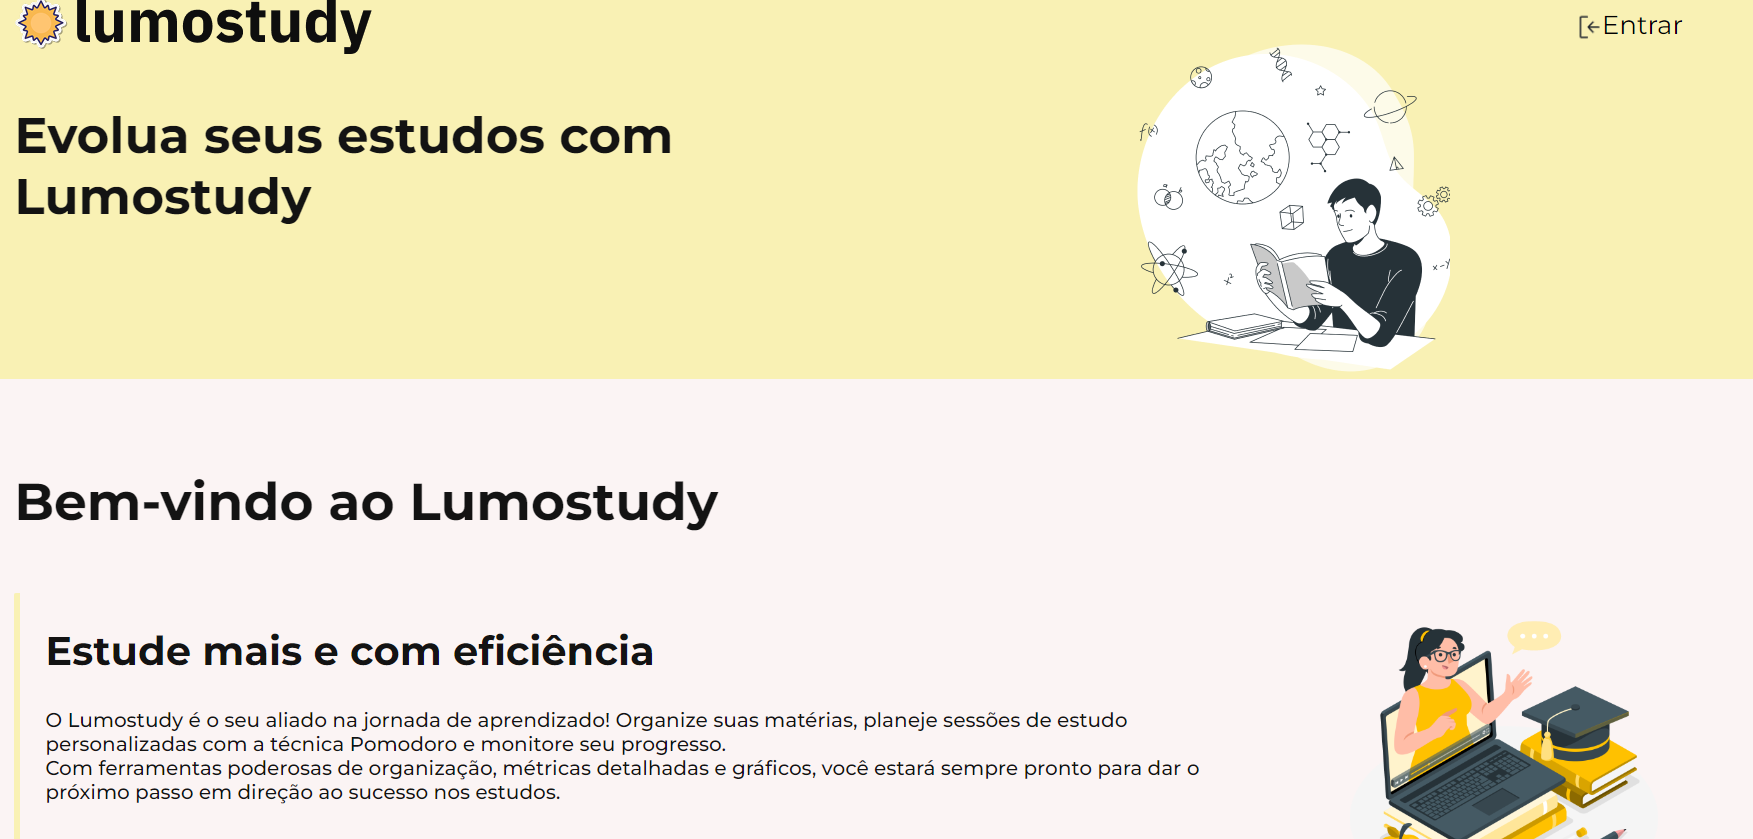 lumostudy
Entrar
Evolua seus estudos com
Lumostudy
f(x)
a
b
x²
x-y
Bem-vindo ao Lumostudy
Estude mais e com eficiência
O Lumostudy é o seu aliado na jornada de aprendizado! Organize suas matérias, planeje sessões de estudo
personalizadas com a técnica Pomodoro e monitore seu progresso.
Com ferramentas poderosas de organização, métricas detalhadas e gráficos, você estará sempre pronto para dar o
próximo passo em direção ao sucesso nos estudos.